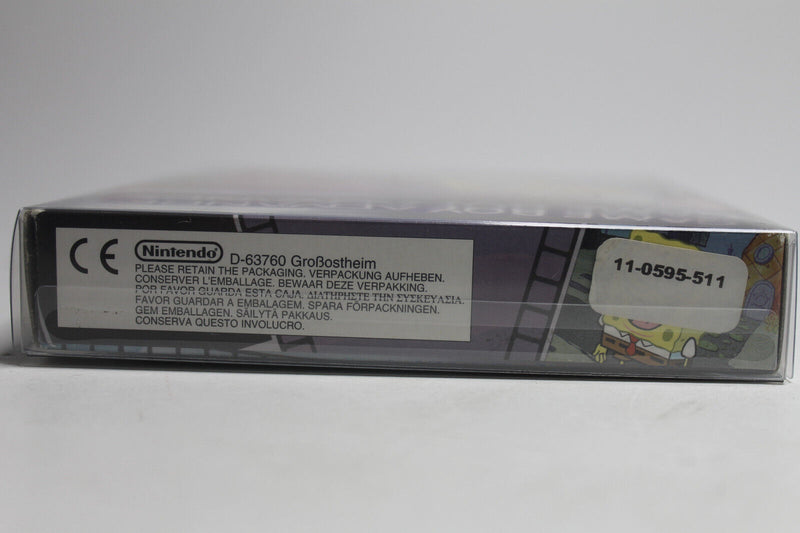 CE Nintendo D-63760 Großostheim
PLEASE RETAIN THE PACKAGING. VERPACKUNG AUFHEBEN.
CONSERVER L'EMBALLAGE. BEWAAR DEZE VERPAKKING.
POR FAVOR GUARDA ESTA CAJA. ΔΙΑΤΗΡΗΣΤΕ ΤΗΝ ΣΥΣΚΕΥΑΣΙΑ.
FAVOR GUARDAR A EMBALAGEM. SPARA FÖRPACKNINGEN.
GEM EMBALLAGEN. SÄILYTÄ PAKKAUS.
CONSERVA QUESTO INVOLUCRO.
11-0595-511